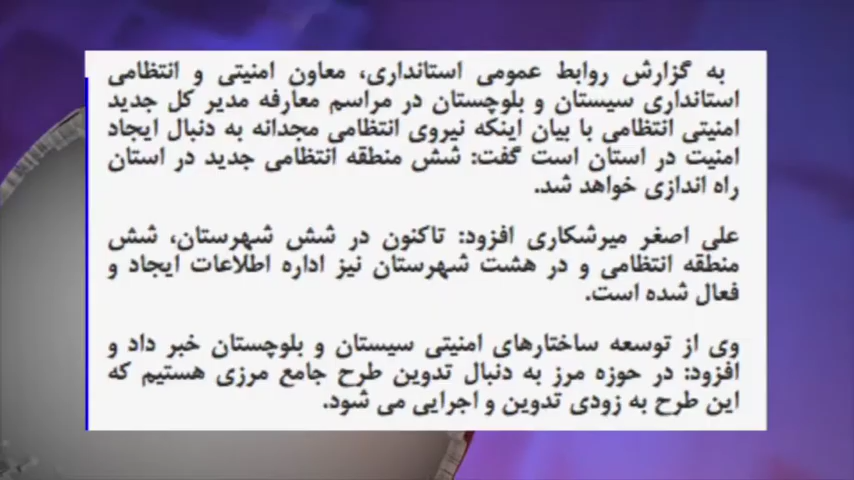 به گزارش روابط عمومی استانداری، معاون امنیتی و انتظامی
استانداری سیستان و بلوچستان در مراسم معارفه مدیر کل جدید
امنیتی انتظامی با بیان اینکه نیروی انتظامی مجدانه به دنبال ایجاد
امنیت در استان است گفت: شش منطقه انتظامی جدید در استان
راه اندازی خواهد شد.
علی اصغر میرشکاری افزود: تاکنون در شش شهرستان، شش
منطقه انتظامی و در هشت شهرستان نیز اداره اطلاعات ایجاد و
فعال شده است.
وی از توسعه ساختارهای امنیتی سیستان و بلوچستان خبر داد و
افزود: در حوزه مرز به دنبال تدوین طرح جامع مرزی هستیم که
این طرح به زودی تدوین و اجرایی می شود.